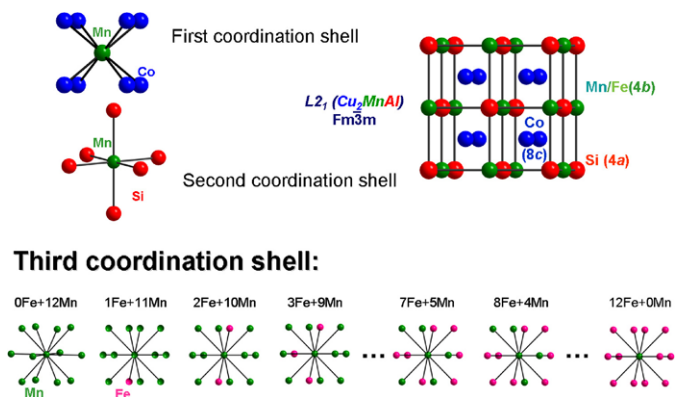 Mn
Co
First coordination shell
Mn
Si
Second coordination shell
L2₁ (Cu₂MnAl)
Fm3̅m
Mn/Fe(4b)
Co
(8c)
Si (4a)
Third coordination shell:
0Fe+12Mn 1Fe+11Mn 2Fe+10Mn 3Fe+9Mn 7Fe+5Mn 8Fe+4Mn 12Fe+0Mn
... ...
Mn Fe